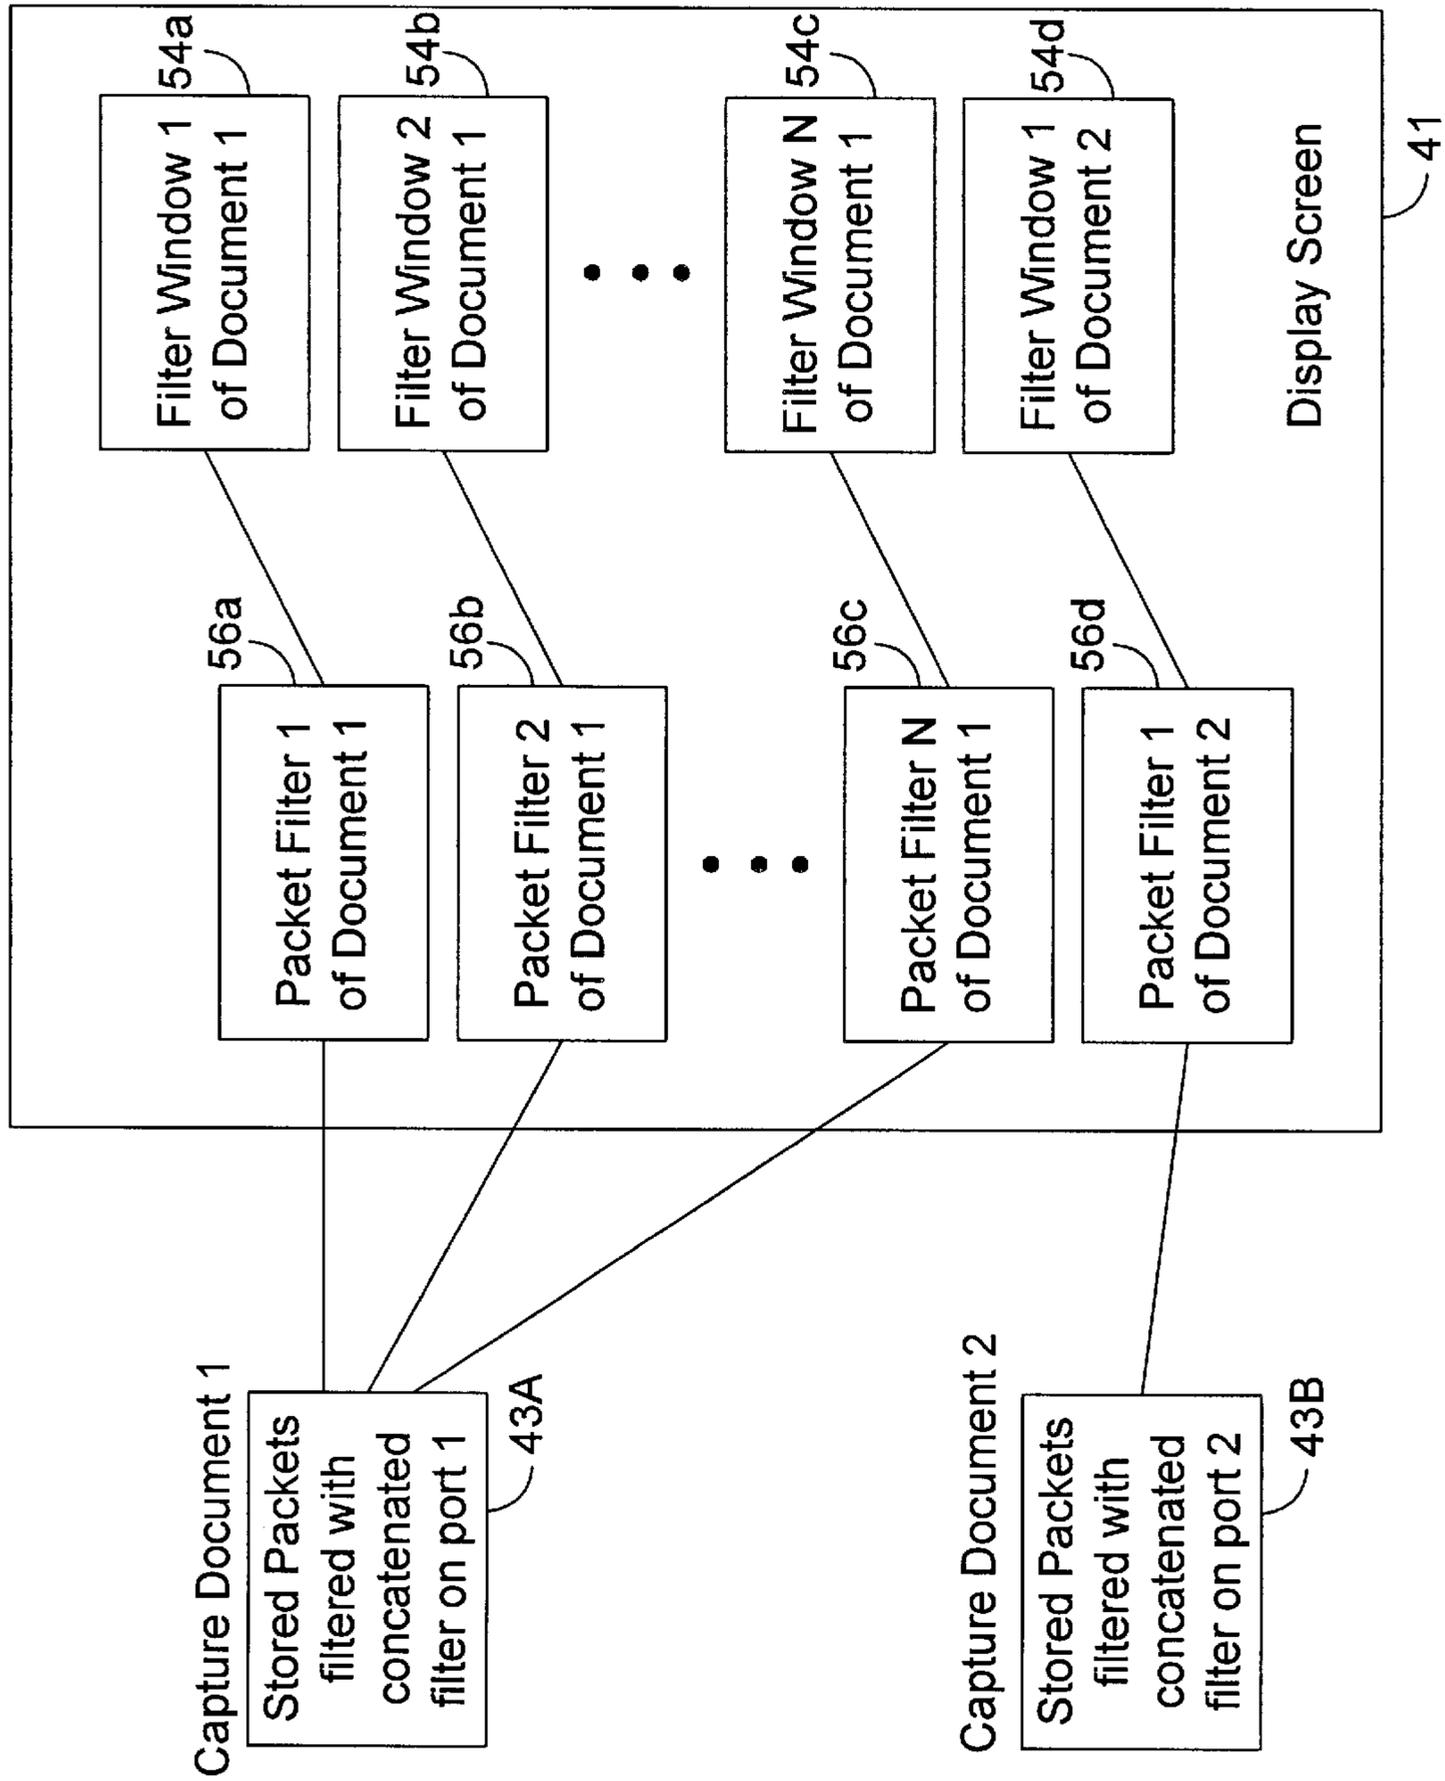 Capture Document 1
Stored Packets
filtered with
concatenated
filter on port 1
43A
Capture Document 2
Stored Packets
filtered with
concatenated
filter on port 2
43B
56a
Packet Filter 1
of Document 1
56b
Packet Filter 2
of Document 1
56c
Packet Filter N
of Document 1
56d
Packet Filter 1
of Document 2
54a
Filter Window 1
of Document 1
54b
Filter Window 2
of Document 1
54c
Filter Window N
of Document 1
54d
Filter Window 1
of Document 2
Display Screen
41